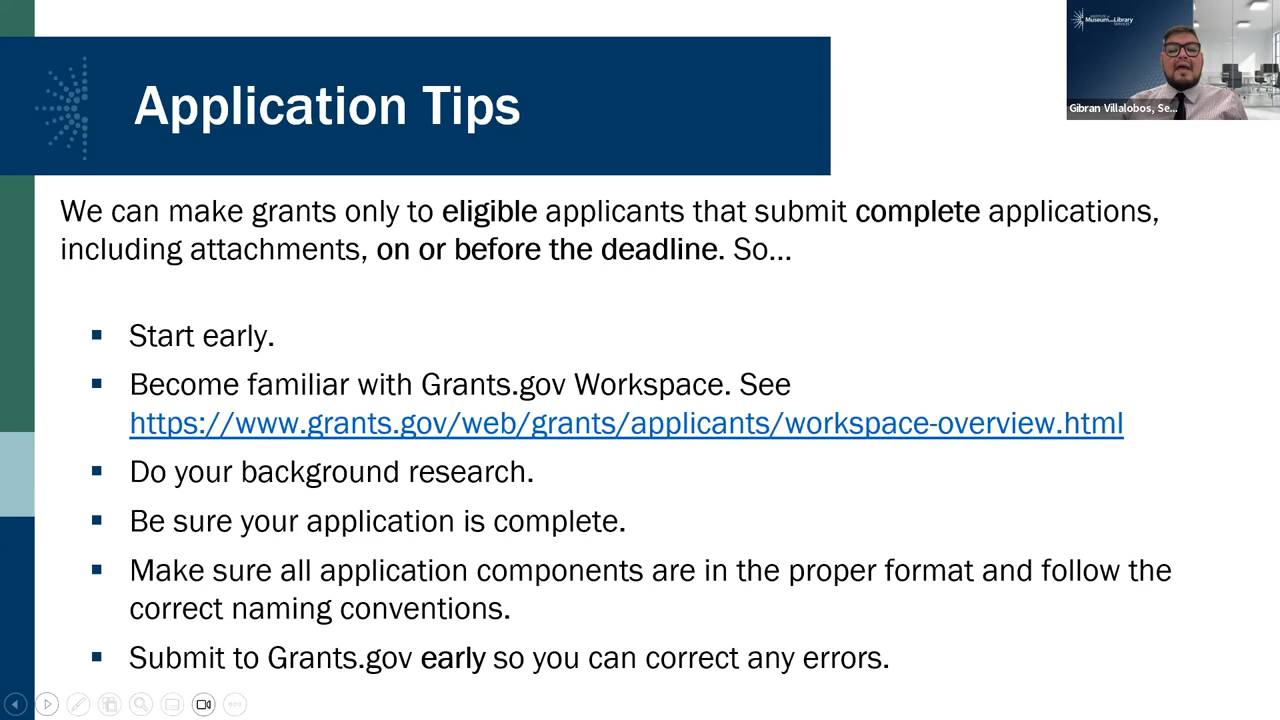 Application Tips
INSTITUTE of
Museum and Library
SERVICES
Gibran Villalobos, Se...
We can make grants only to eligible applicants that submit complete applications,
including attachments, on or before the deadline. So...
Start early.
Become familiar with Grants.gov Workspace. See
https://www.grants.gov/web/grants/applicants/workspace-overview.html
Do your background research.
Be sure your application is complete.
Make sure all application components are in the proper format and follow the
correct naming conventions.
Submit to Grants.gov early so you can correct any errors.